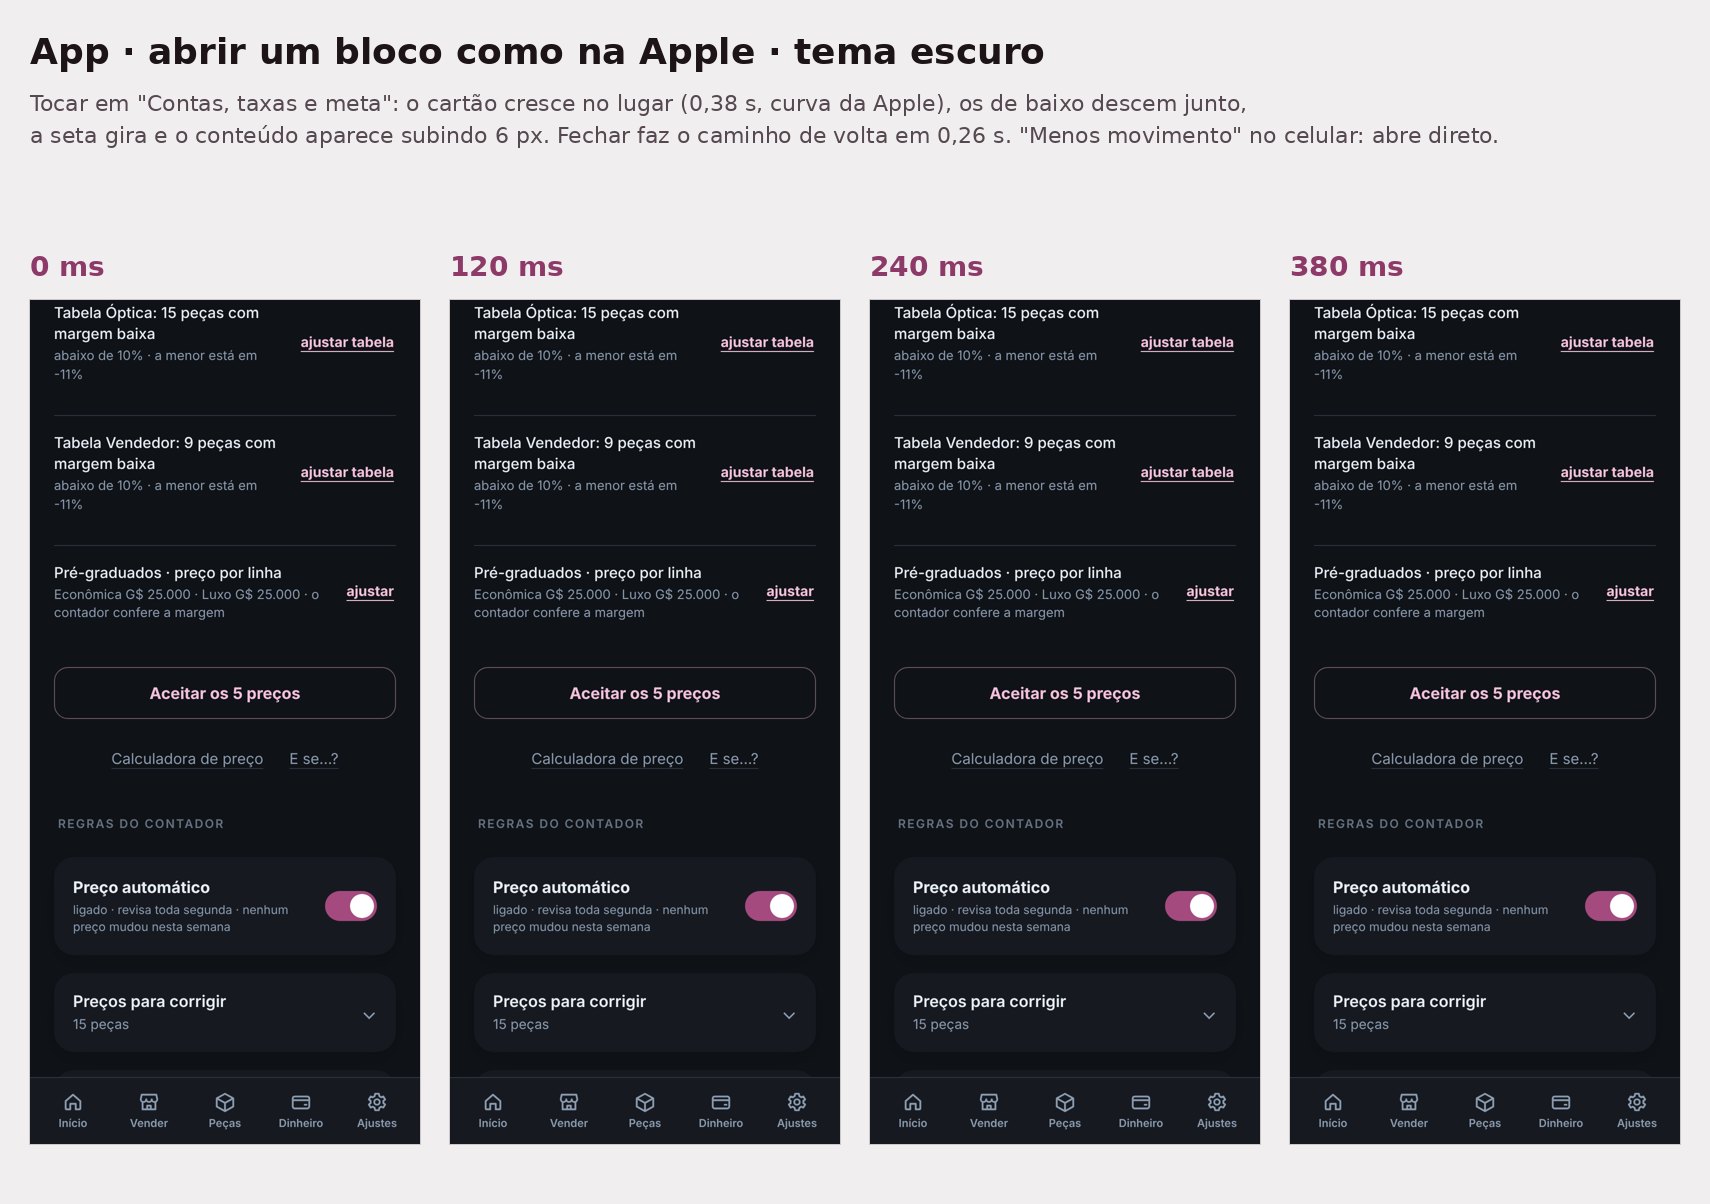 App · abrir um bloco como na Apple · tema escuro
Tocar em "Contas, taxas e meta": o cartão cresce no lugar (0,38 s, curva da Apple), os de baixo descem junto,
a seta gira e o conteúdo aparece subindo 6 px. Fechar faz o caminho de volta em 0,26 s. "Menos movimento" no celular: abre direto.
0 ms
Tabela Óptica: 15 peças com
margem baixa
abaixo de 10% · a menor está em
-11%
ajustar tabela
Tabela Vendedor: 9 peças com
margem baixa
abaixo de 10% · a menor está em
-11%
ajustar tabela
Pré-graduados · preço por linha
Econômica G$ 25.000 · Luxo G$ 25.000 · o
contador confere a margem
ajustar
Aceitar os 5 preços
Calculadora de preço E se...?
REGRAS DO CONTADOR
Preço automático
ligado · revisa toda segunda · nenhum
preço mudou nesta semana
Preços para corrigir
15 peças
Início Vender Peças Dinheiro Ajustes
120 ms
Tabela Óptica: 15 peças com
margem baixa
abaixo de 10% · a menor está em
-11%
ajustar tabela
Tabela Vendedor: 9 peças com
margem baixa
abaixo de 10% · a menor está em
-11%
ajustar tabela
Pré-graduados · preço por linha
Econômica G$ 25.000 · Luxo G$ 25.000 · o
contador confere a margem
ajustar
Aceitar os 5 preços
Calculadora de preço E se...?
REGRAS DO CONTADOR
Preço automático
ligado · revisa toda segunda · nenhum
preço mudou nesta semana
Preços para corrigir
15 peças
Início Vender Peças Dinheiro Ajustes
240 ms
Tabela Óptica: 15 peças com
margem baixa
abaixo de 10% · a menor está em
-11%
ajustar tabela
Tabela Vendedor: 9 peças com
margem baixa
abaixo de 10% · a menor está em
-11%
ajustar tabela
Pré-graduados · preço por linha
Econômica G$ 25.000 · Luxo G$ 25.000 · o
contador confere a margem
ajustar
Aceitar os 5 preços
Calculadora de preço E se...?
REGRAS DO CONTADOR
Preço automático
ligado · revisa toda segunda · nenhum
preço mudou nesta semana
Preços para corrigir
15 peças
Início Vender Peças Dinheiro Ajustes
380 ms
Tabela Óptica: 15 peças com
margem baixa
abaixo de 10% · a menor está em
-11%
ajustar tabela
Tabela Vendedor: 9 peças com
margem baixa
abaixo de 10% · a menor está em
-11%
ajustar tabela
Pré-graduados · preço por linha
Econômica G$ 25.000 · Luxo G$ 25.000 · o
contador confere a margem
ajustar
Aceitar os 5 preços
Calculadora de preço E se...?
REGRAS DO CONTADOR
Preço automático
ligado · revisa toda segunda · nenhum
preço mudou nesta semana
Preços para corrigir
15 peças
Início Vender Peças Dinheiro Ajustes